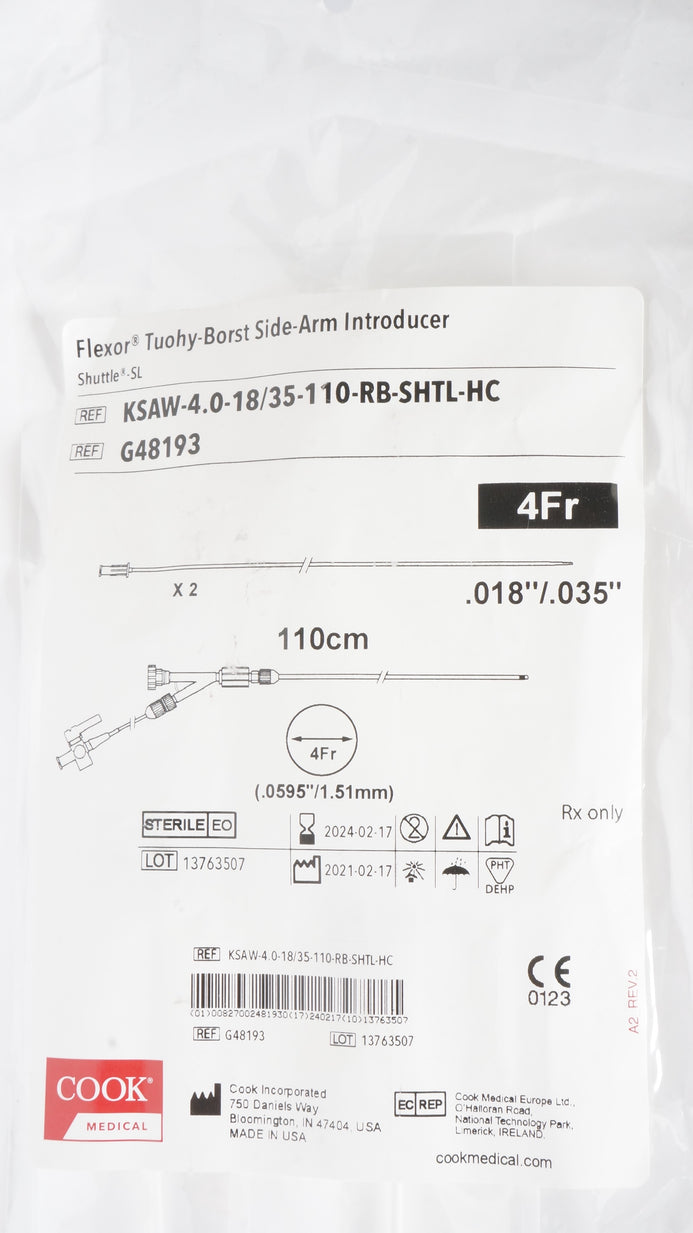 Flexor® Tuohy-Borst Side-Arm Introducer
Shuttle®-SL
REF KSAW-4.0-18/35-110-RB-SHTL-HC
REF G48193
4Fr
X 2
.018"/.035"
110cm
4Fr
(.0595"/1.51mm)
Rx only
STERILE EO
2024-02-17
2
LOT 13763507
2021-02-17
PHT
DEHP
REF KSAW-4.0-18/35-110-RB-SHTL-HC
(01)00827002481930(17)240217(10)13763507
REF G48193
LOT 13763507
CE
0123
A2 REV.2
COOK®
MEDICAL
Cook Incorporated
750 Daniels Way
Bloomington, IN 47404, USA
MADE IN USA
EC REP
Cook Medical Europe Ltd.,
O'Halloran Road,
National Technology Park,
Limerick, IRELAND.
cookmedical.com